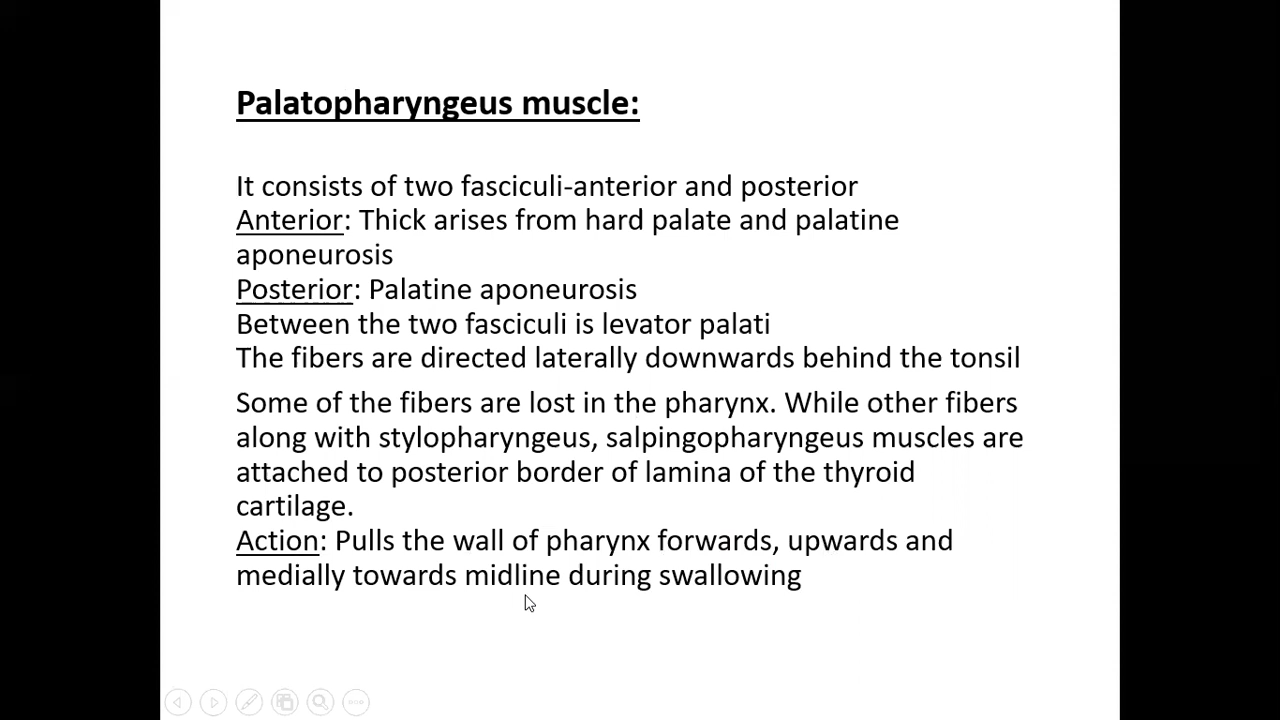 Palatopharyngeus muscle:
It consists of two fasciculi-anterior and posterior
Anterior: Thick arises from hard palate and palatine
aponeurosis
Posterior: Palatine aponeurosis
Between the two fasciculi is levator palati
The fibers are directed laterally downwards behind the tonsil
Some of the fibers are lost in the pharynx. While other fibers
along with stylopharyngeus, salpingopharyngeus muscles are
attached to posterior border of lamina of the thyroid
cartilage.
Action: Pulls the wall of pharynx forwards, upwards and
medially towards midline during swallowing